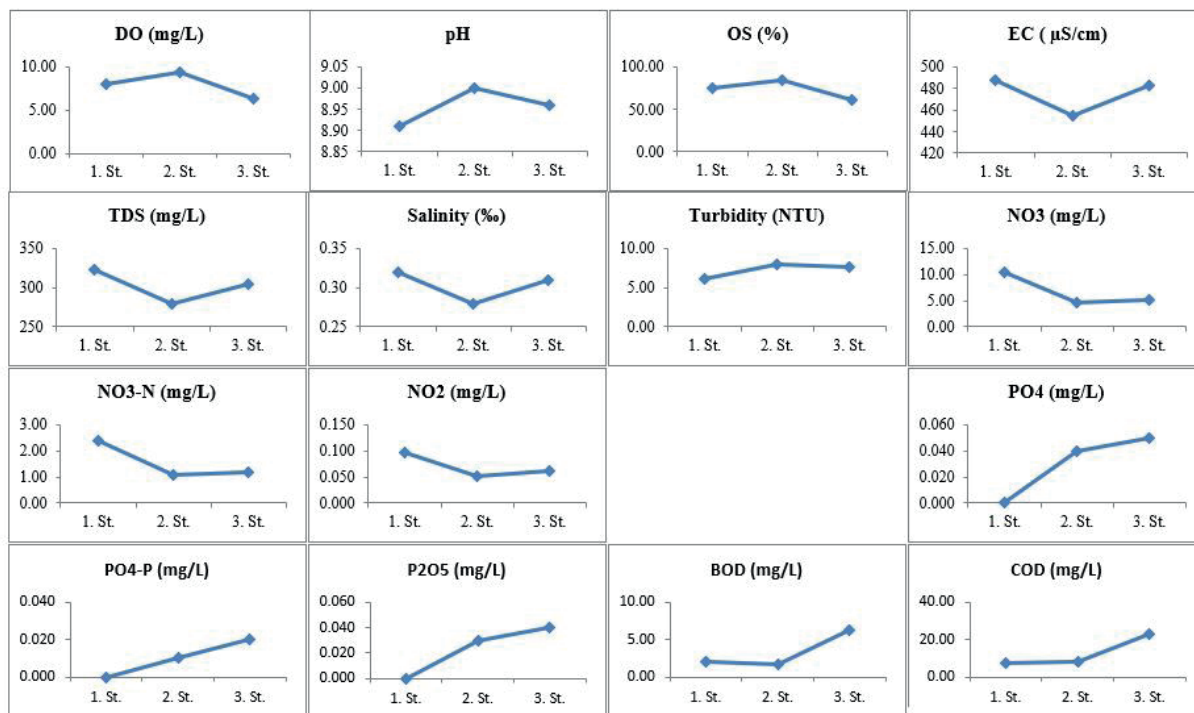 DO (mg/L)
10.00
5.00
0.00
1. St. 2. St. 3. St.
pH
9.05
9.00
8.95
8.90
8.85
1. St. 2. St. 3. St.
OS (%)
100.00
50.00
0.00
1. St. 2. St. 3. St.
EC ( µS/cm)
500
480
460
440
420
1. St. 2. St. 3. St.
TDS (mg/L)
350
300
250
1. St. 2. St. 3. St.
Salinity (‰)
0.35
0.30
0.25
1. St. 2. St. 3. St.
Turbidity (NTU)
10.00
5.00
0.00
1. St. 2. St. 3. St.
NO3 (mg/L)
15.00
10.00
5.00
0.00
1. St. 2. St. 3. St.
NO3-N (mg/L)
3.00
2.00
1.00
0.00
1. St. 2. St. 3. St.
NO2 (mg/L)
0.150
0.100
0.050
0.000
1. St. 2. St. 3. St.
PO4 (mg/L)
0.060
0.040
0.020
0.000
1. St. 2. St. 3. St.
PO4-P (mg/L)
0.040
0.020
0.000
1. St. 2. St. 3. St.
P2O5 (mg/L)
0.060
0.040
0.020
0.000
1. St. 2. St. 3. St.
BOD (mg/L)
10.00
5.00
0.00
1. St. 2. St. 3. St.
COD (mg/L)
40.00
20.00
0.00
1. St. 2. St. 3. St.